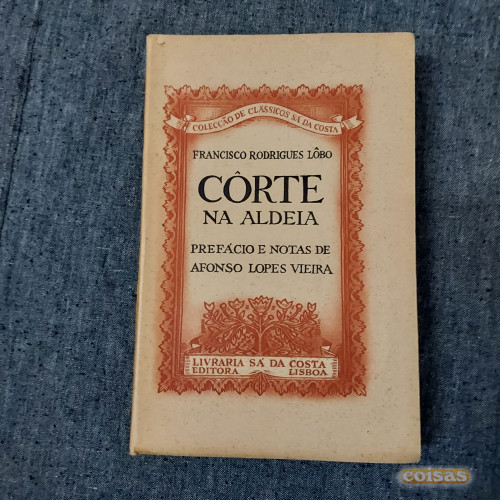 COLECÇÃO DE CLÁSSICOS SÁ DA COSTA
FRANCISCO RODRIGUES LÔBO
CÔRTE
NA ALDEIA
PREFÁCIO E NOTAS DE
AFONSO LOPES VIEIRA
LIVRARIA SÁ DA COSTA
EDITORA LISBOA
coisas